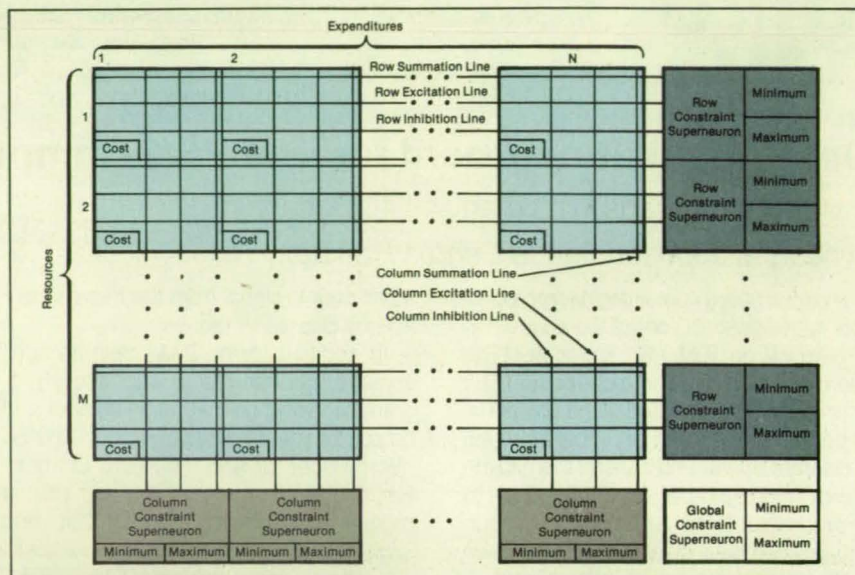 Expenditures
1 2 N
Row Summation Line
Row Excitation Line
Row Inhibition Line
Resources
1
Cost Cost Cost
Row
Constraint
Superneuron
Minimum
Maximum
2
Cost Cost Cost
Row
Constraint
Superneuron
Minimum
Maximum
Column Summation Line
Column Excitation Line
Column Inhibition Line
M
Cost Cost Cost
Row
Constraint
Superneuron
Minimum
Maximum
Column
Constraint
Superneuron
Minimum Maximum
Column
Constraint
Superneuron
Minimum Maximum
Column
Constraint
Superneuron
Minimum Maximum
Global
Constraint
Superneuron
Minimum
Maximum